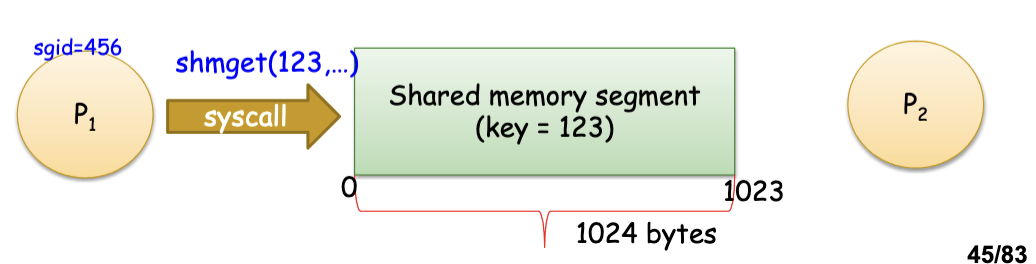 sgid=456
shmget(123,…)
P1
syscall
Shared memory segment
(key = 123)
P2
0
1023
1024 bytes
45/83